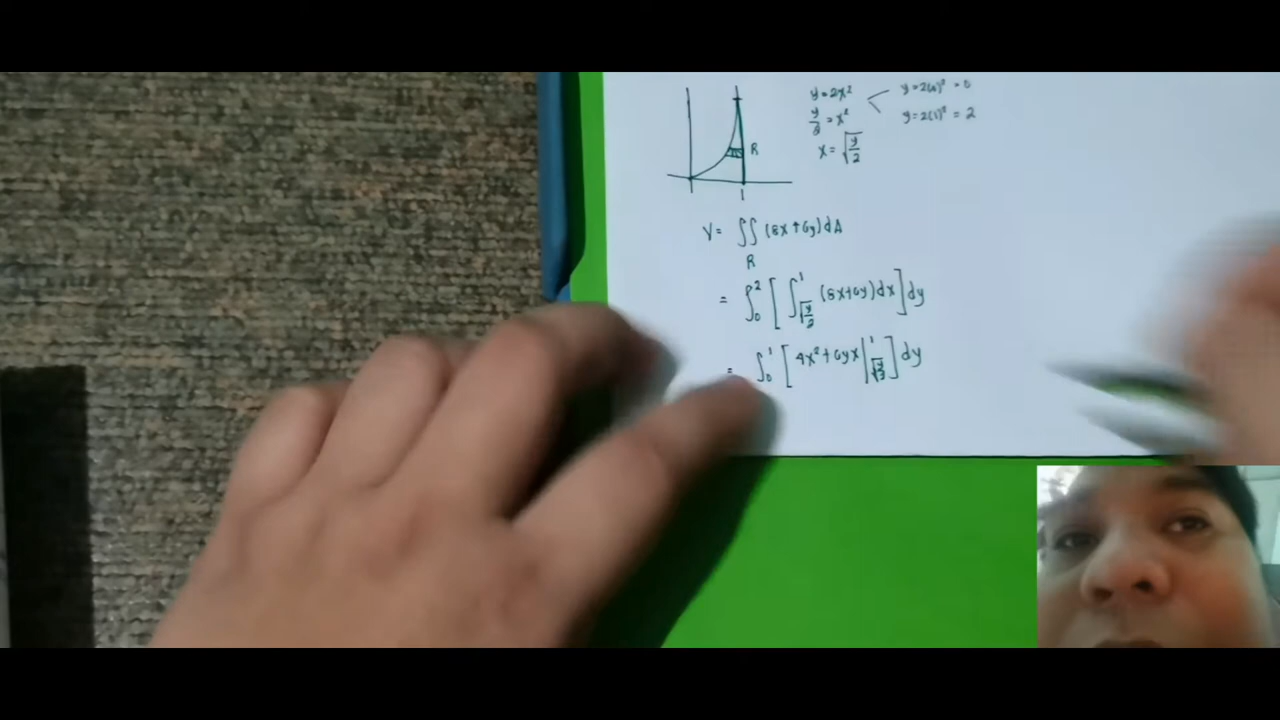 y=2x² < y=2(0)²=0
y/2 = x² y=2(1)² = 2
x = √(y/2)
R
1
V = ∬ (8x+6y)dA
R
= ∫₀² [ ∫_√(y/2)^1 (8x+6y)dx ] dy
= ∫₀¹ [ 4x²+6yx |_√(y/2)^1 ] dy